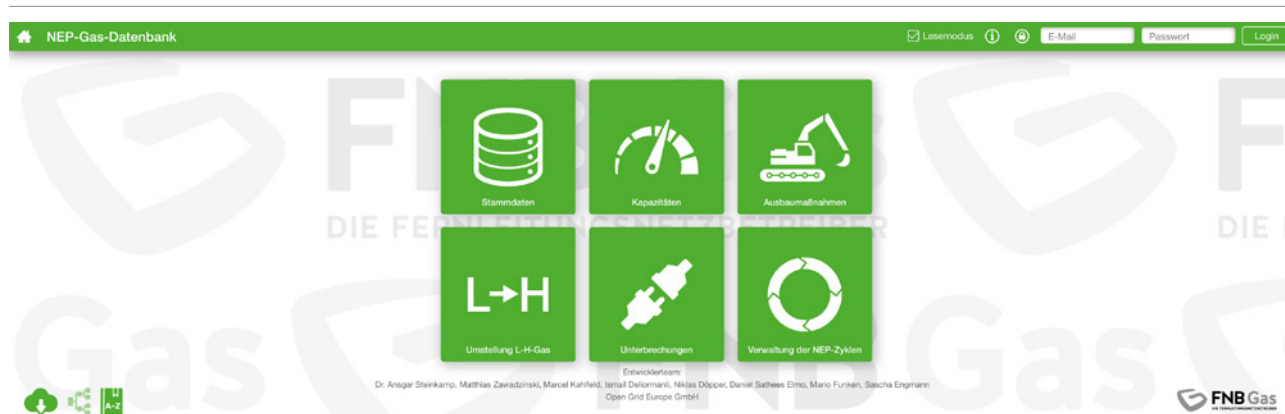 NEP-Gas-Datenbank
Lesemodus
E-Mail
Passwort
Login
Stammdaten
Kapazitäten
Ausbaumaßnahmen
L→H
Umstellung L-H-Gas
Unterbrechungen
Verwaltung der NEP-Zyklen
Entwicklerteam:
Dr. Ansgar Steinkamp, Matthias Zawadzinski, Marcel Kahlfeld, Ismail Deliormanli, Niklas Döpper, Daniel Sathees Elmo, Mario Funken, Sascha Engmann
Open Grid Europe GmbH
A-Z
FNB Gas
DIE FERNLEITUNGSNETZBETREIBER